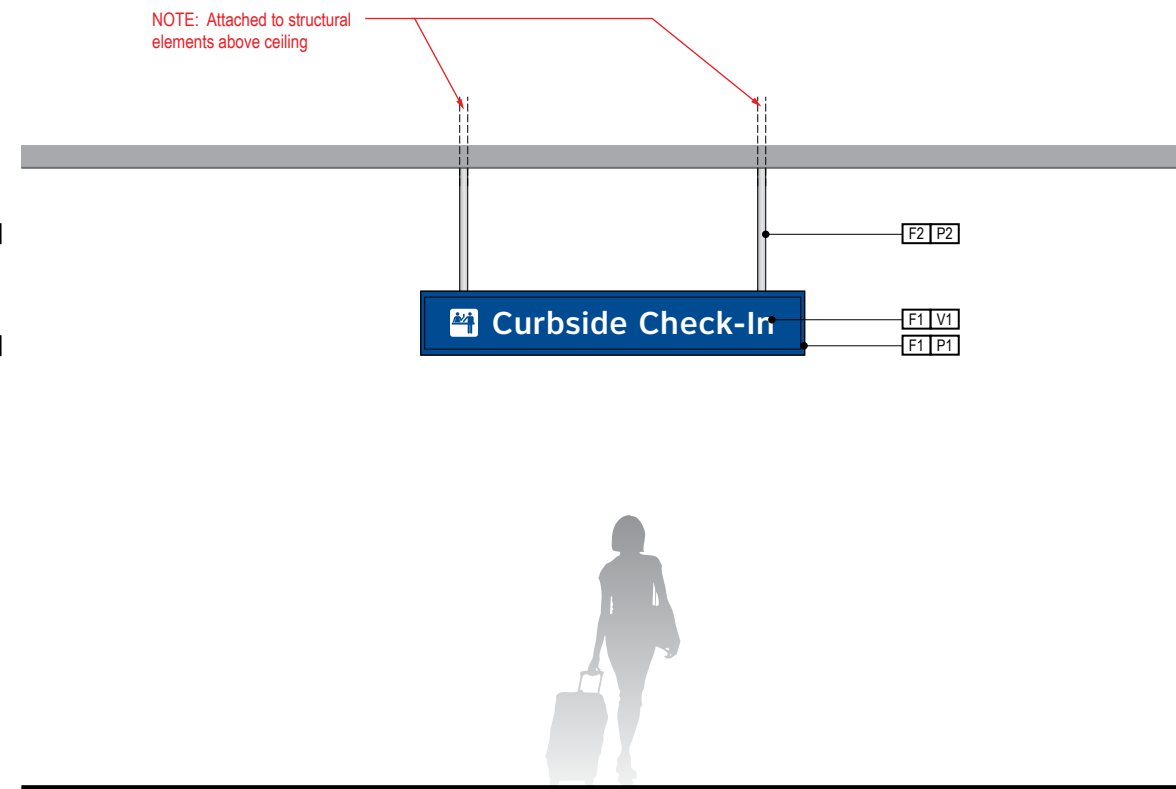 NOTE: Attached to structural
elements above ceiling
F2 P2
Curbside Check-In
F1 V1
F1 P1